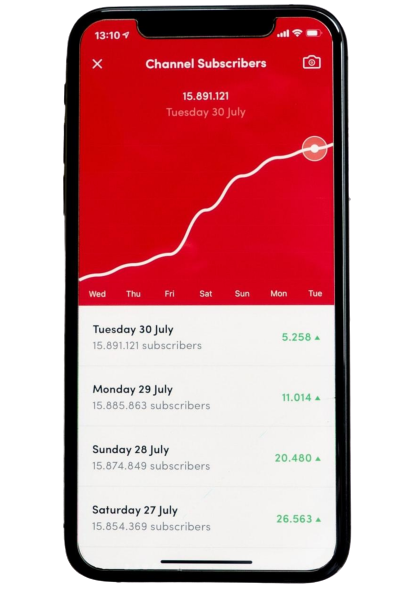 13:10
Channel Subscribers
15.891.121
Tuesday 30 July
Wed Thu Fri Sat Sun Mon Tue
Tuesday 30 July
15.891.121 subscribers
5.258
Monday 29 July
15.885.863 subscribers
11.014
Sunday 28 July
15.874.849 subscribers
20.480
Saturday 27 July
15.854.369 subscribers
26.563